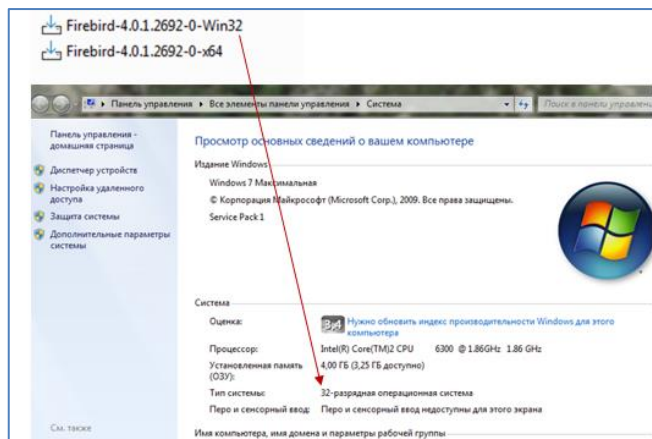 Firebird-4.0.1.2692-0-Win32
Firebird-4.0.1.2692-0-x64
Панель управления ▸ Все элементы панели управления ▸ Система
Поиск в панели управления
Панель управления -
домашняя страница
Диспетчер устройств
Настройка удаленного
доступа
Защита системы
Дополнительные параметры
системы
Просмотр основных сведений о вашем компьютере
Издание Windows
Windows 7 Максимальная
© Корпорация Майкрософт (Microsoft Corp.), 2009. Все права защищены.
Service Pack 1
Система
Оценка: 3,4 Нужно обновить индекс производительности Windows для этого
компьютера
Процессор: Intel(R) Core(TM)2 CPU 6300 @ 1.86GHz 1.86 GHz
Установленная память
(ОЗУ): 4,00 ГБ (3,25 ГБ доступно)
Тип системы: 32-разрядная операционная система
Перо и сенсорный ввод: Перо и сенсорный ввод недоступны для этого экрана
См. также
Имя компьютера, имя домена и параметры рабочей группы